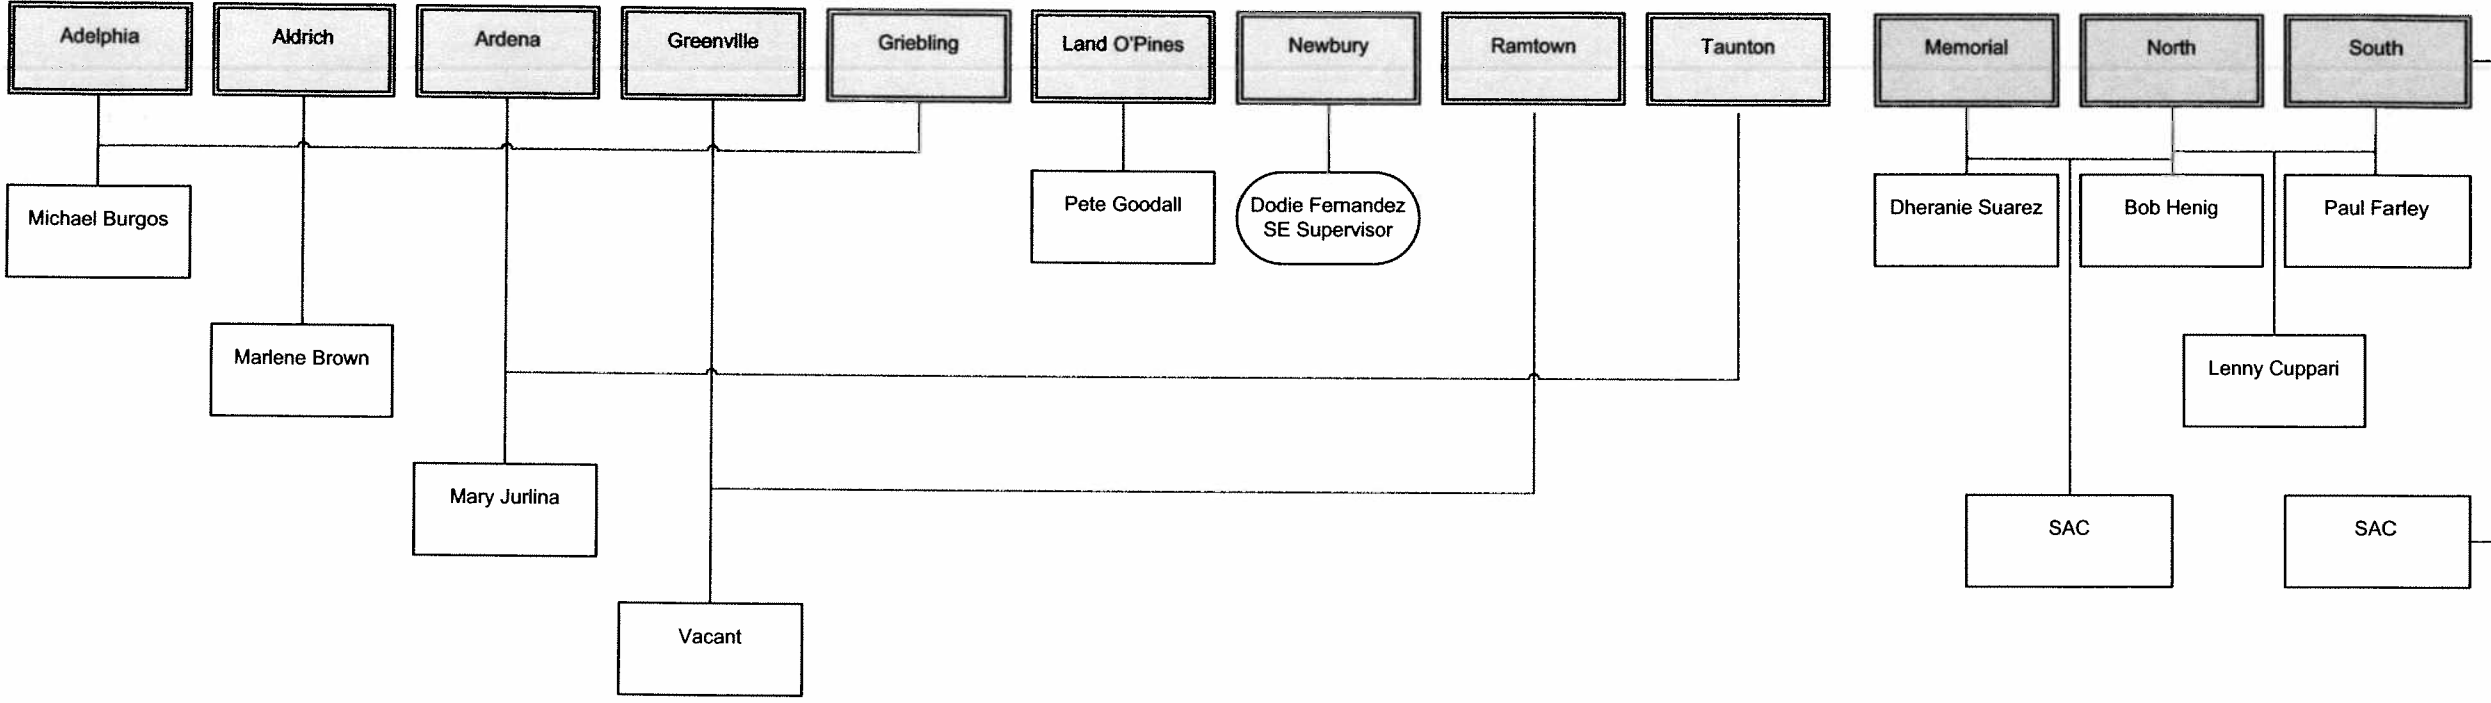 Adelphia
Aldrich
Ardena
Greenville
Griebling
Land O'Pines
Newbury
Ramtown
Taunton
Memorial
North
South
Michael Burgos
Pete Goodall
Dodie Fernandez
SE Supervisor
Dheranie Suarez
Bob Henig
Paul Farley
Marlene Brown
Lenny Cuppari
Mary Jurlina
SAC
SAC
Vacant